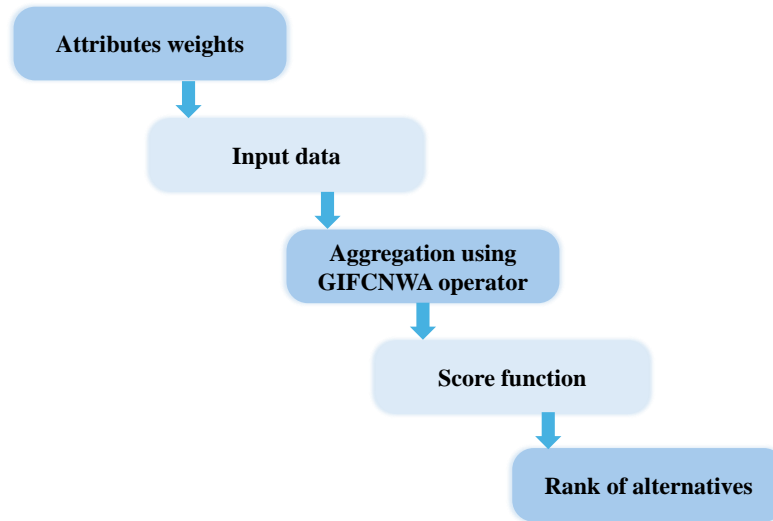 Attributes weights
Input data
Aggregation using
GIFCNWA operator
Score function
Rank of alternatives